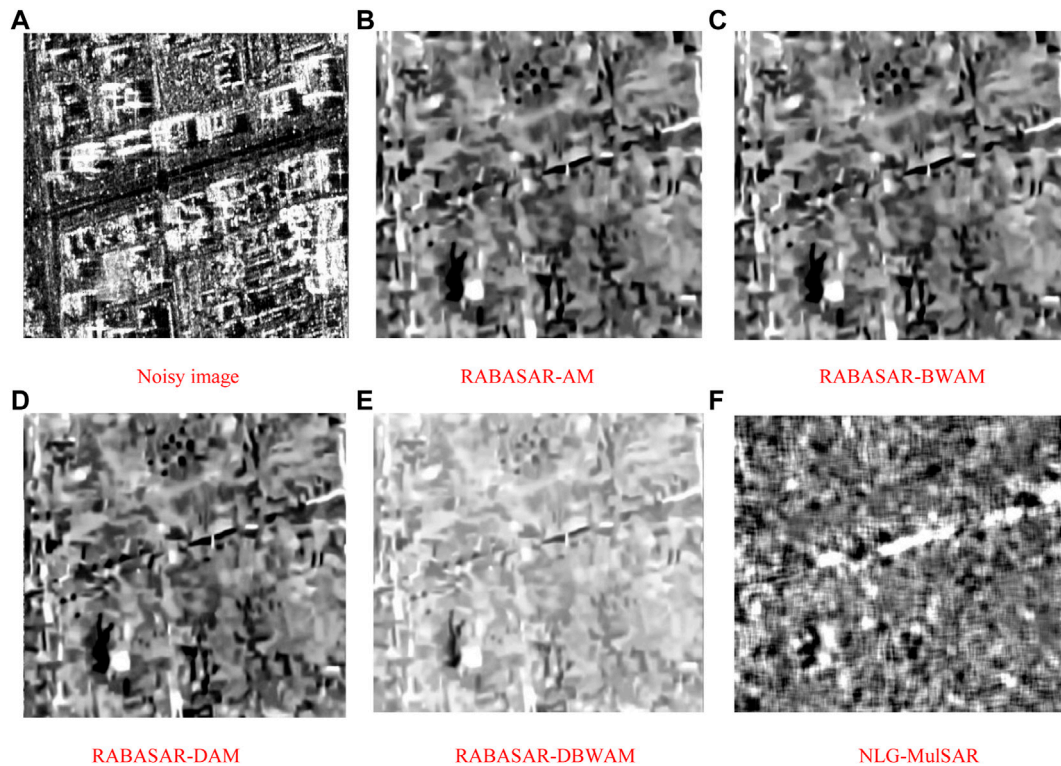 A
B
C
Noisy image
RABASAR-AM
RABASAR-BWAM
D
E
F
RABASAR-DAM
RABASAR-DBWAM
NLG-MulSAR